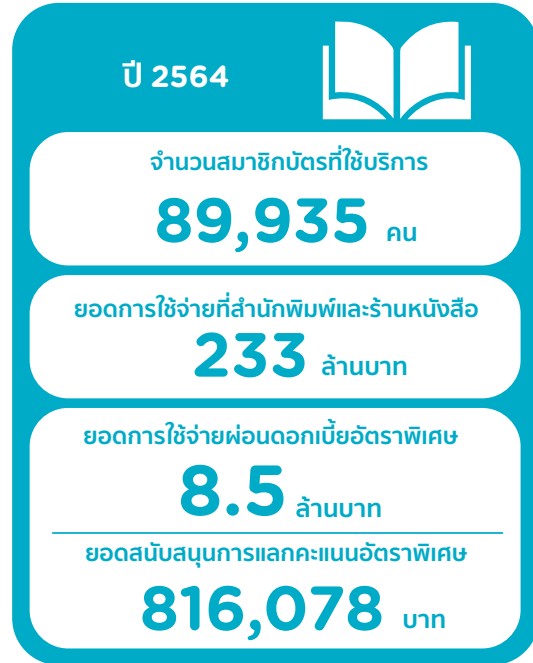 ปี 2564
จำนวนสมาชิกบัตรที่ใช้บริการ
89,935 คน
ยอดการใช้จ่ายที่สำนักพิมพ์และร้านหนังสือ
233 ล้านบาท
ยอดการใช้จ่ายผ่อนดอกเบี้ยอัตราพิเศษ
8.5 ล้านบาท
ยอดสนับสนุนการแลกคะแนนอัตราพิเศษ
816,078 บาท